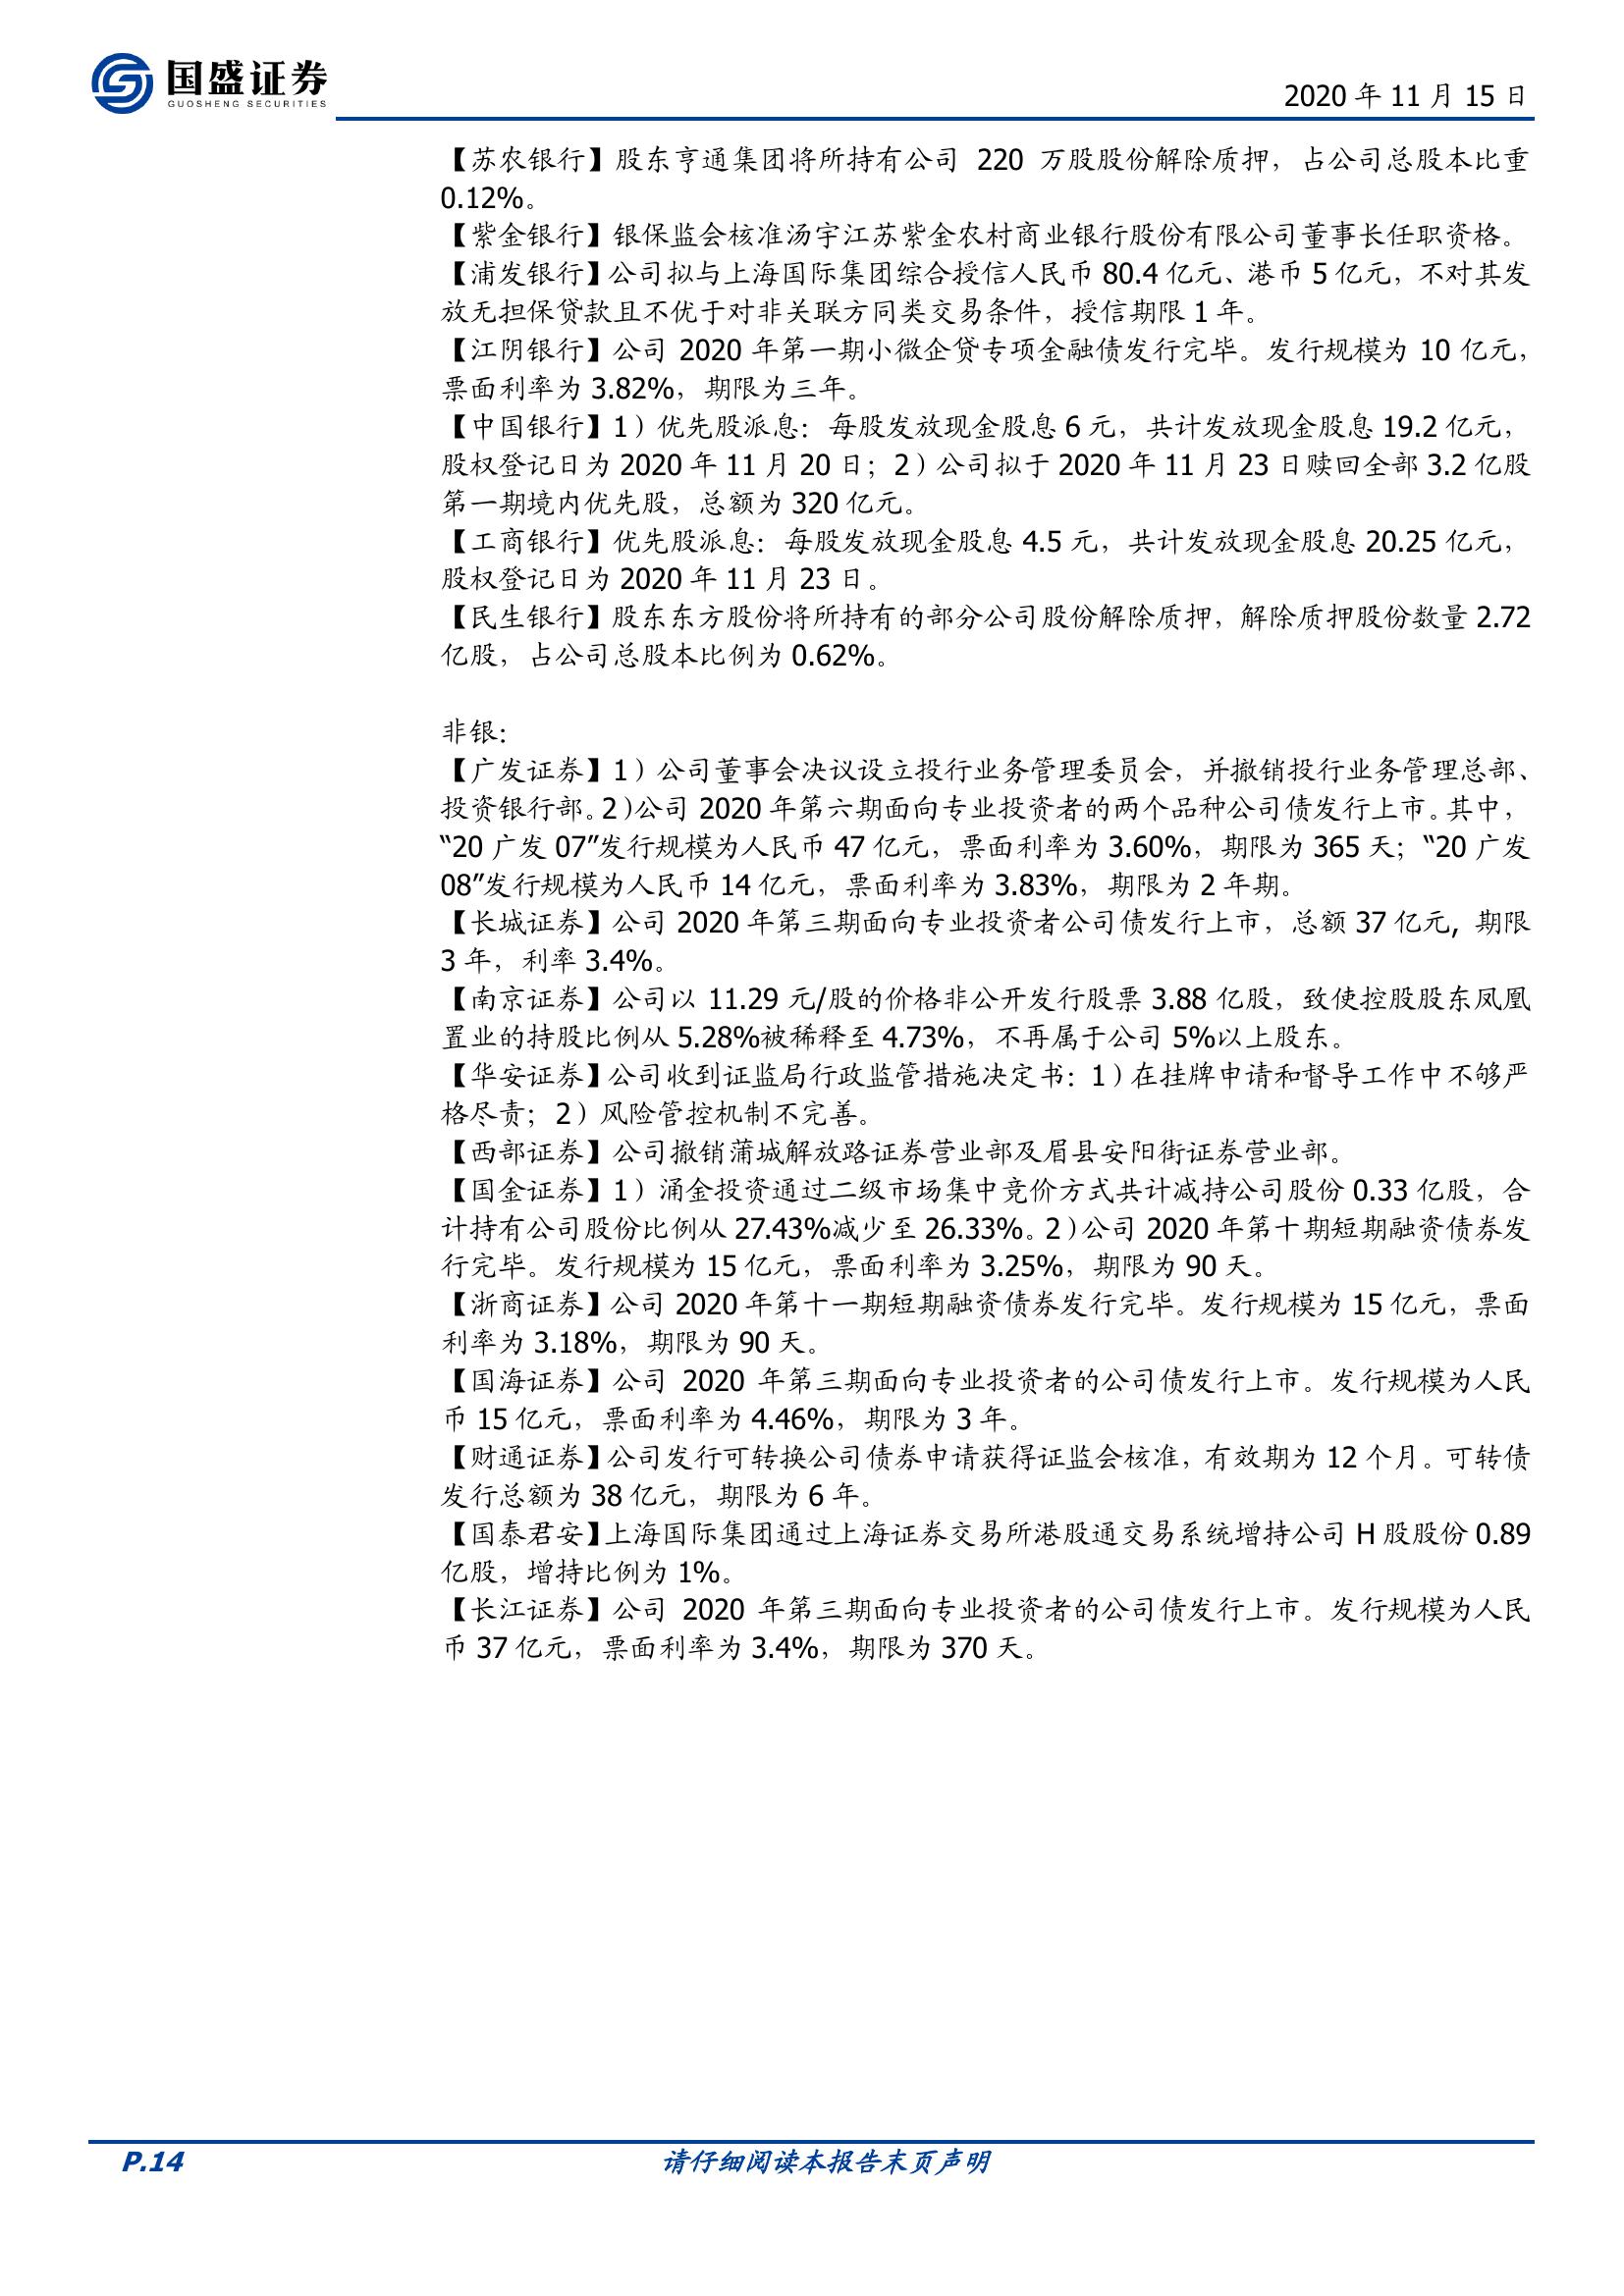 国盛证券
GUOSHENG SECURITIES
2020 年 11 月 15 日
【苏农银行】股东亨通集团将所持有公司 220 万股股份解除质押，占公司总股本比重
0.12%。
【紫金银行】银保监会核准汤宇江苏紫金农村商业银行股份有限公司董事长任职资格。
【浦发银行】公司拟与上海国际集团综合授信人民币 80.4 亿元、港币 5 亿元，不对其发
放无担保贷款且不优于对非关联方同类交易条件，授信期限 1 年。
【江阴银行】公司 2020 年第一期小微企贷专项金融债发行完毕。发行规模为 10 亿元，
票面利率为 3.82%，期限为三年。
【中国银行】1）优先股派息：每股发放现金股息 6 元，共计发放现金股息 19.2 亿元，
股权登记日为 2020 年 11 月 20 日；2）公司拟于 2020 年 11 月 23 日赎回全部 3.2 亿股
第一期境内优先股，总额为 320 亿元。
【工商银行】优先股派息：每股发放现金股息 4.5 元，共计发放现金股息 20.25 亿元，
股权登记日为 2020 年 11 月 23 日。
【民生银行】股东东方股份将所持有的部分公司股份解除质押，解除质押股份数量 2.72
亿股，占公司总股本比例为 0.62%。
非银：
【广发证券】1）公司董事会决议设立投行业务管理委员会，并撤销投行业务管理总部、
投资银行部。2）公司 2020 年第六期面向专业投资者的两个品种公司债发行上市。其中，
“20 广发 07”发行规模为人民币 47 亿元，票面利率为 3.60%，期限为 365 天；“20 广发
08”发行规模为人民币 14 亿元，票面利率为 3.83%，期限为 2 年期。
【长城证券】公司 2020 年第三期面向专业投资者公司债发行上市，总额 37 亿元, 期限
3 年，利率 3.4%。
【南京证券】公司以 11.29 元/股的价格非公开发行股票 3.88 亿股，致使控股股东凤凰
置业的持股比例从 5.28%被稀释至 4.73%，不再属于公司 5%以上股东。
【华安证券】公司收到证监局行政监管措施决定书：1）在挂牌申请和督导工作中不够严
格尽责；2）风险管控机制不完善。
【西部证券】公司撤销蒲城解放路证券营业部及眉县安阳街证券营业部。
【国金证券】1）涌金投资通过二级市场集中竞价方式共计减持公司股份 0.33 亿股，合
计持有公司股份比例从 27.43%减少至 26.33%。2）公司 2020 年第十期短期融资债券发
行完毕。发行规模为 15 亿元，票面利率为 3.25%，期限为 90 天。
【浙商证券】公司 2020 年第十一期短期融资债券发行完毕。发行规模为 15 亿元，票面
利率为 3.18%，期限为 90 天。
【国海证券】公司 2020 年第三期面向专业投资者的公司债发行上市。发行规模为人民
币 15 亿元，票面利率为 4.46%，期限为 3 年。
【财通证券】公司发行可转换公司债券申请获得证监会核准，有效期为 12 个月。可转债
发行总额为 38 亿元，期限为 6 年。
【国泰君安】上海国际集团通过上海证券交易所港股通交易系统增持公司 H 股股份 0.89
亿股，增持比例为 1%。
【长江证券】公司 2020 年第三期面向专业投资者的公司债发行上市。发行规模为人民
币 37 亿元，票面利率为 3.4%，期限为 370 天。
P.14
请仔细阅读本报告末页声明